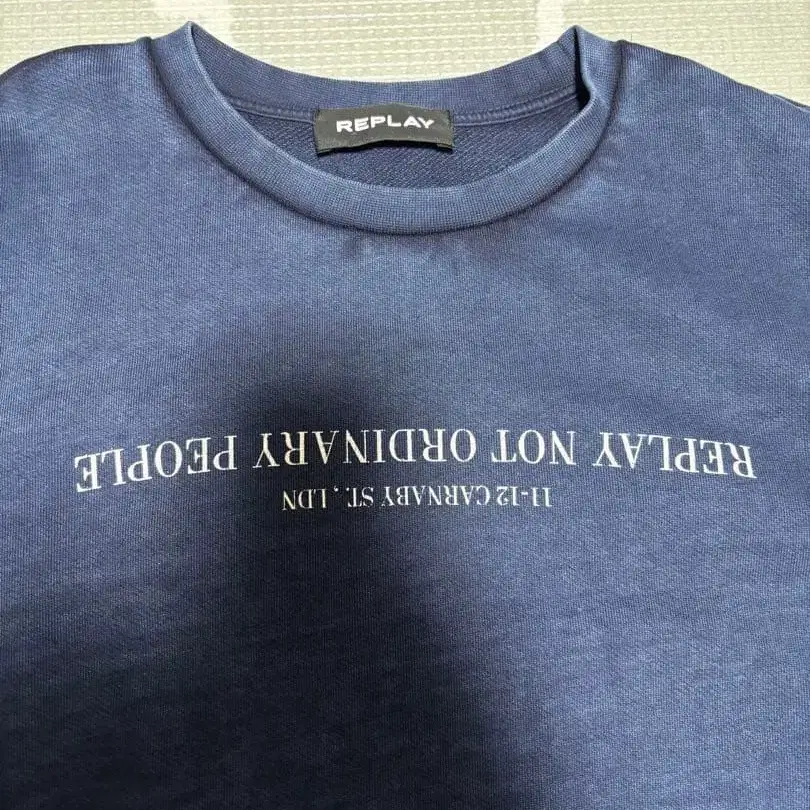 REPLAY
11-12 CARNABY ST., LDN
REPLAY NOT ORDINARY PEOPLE